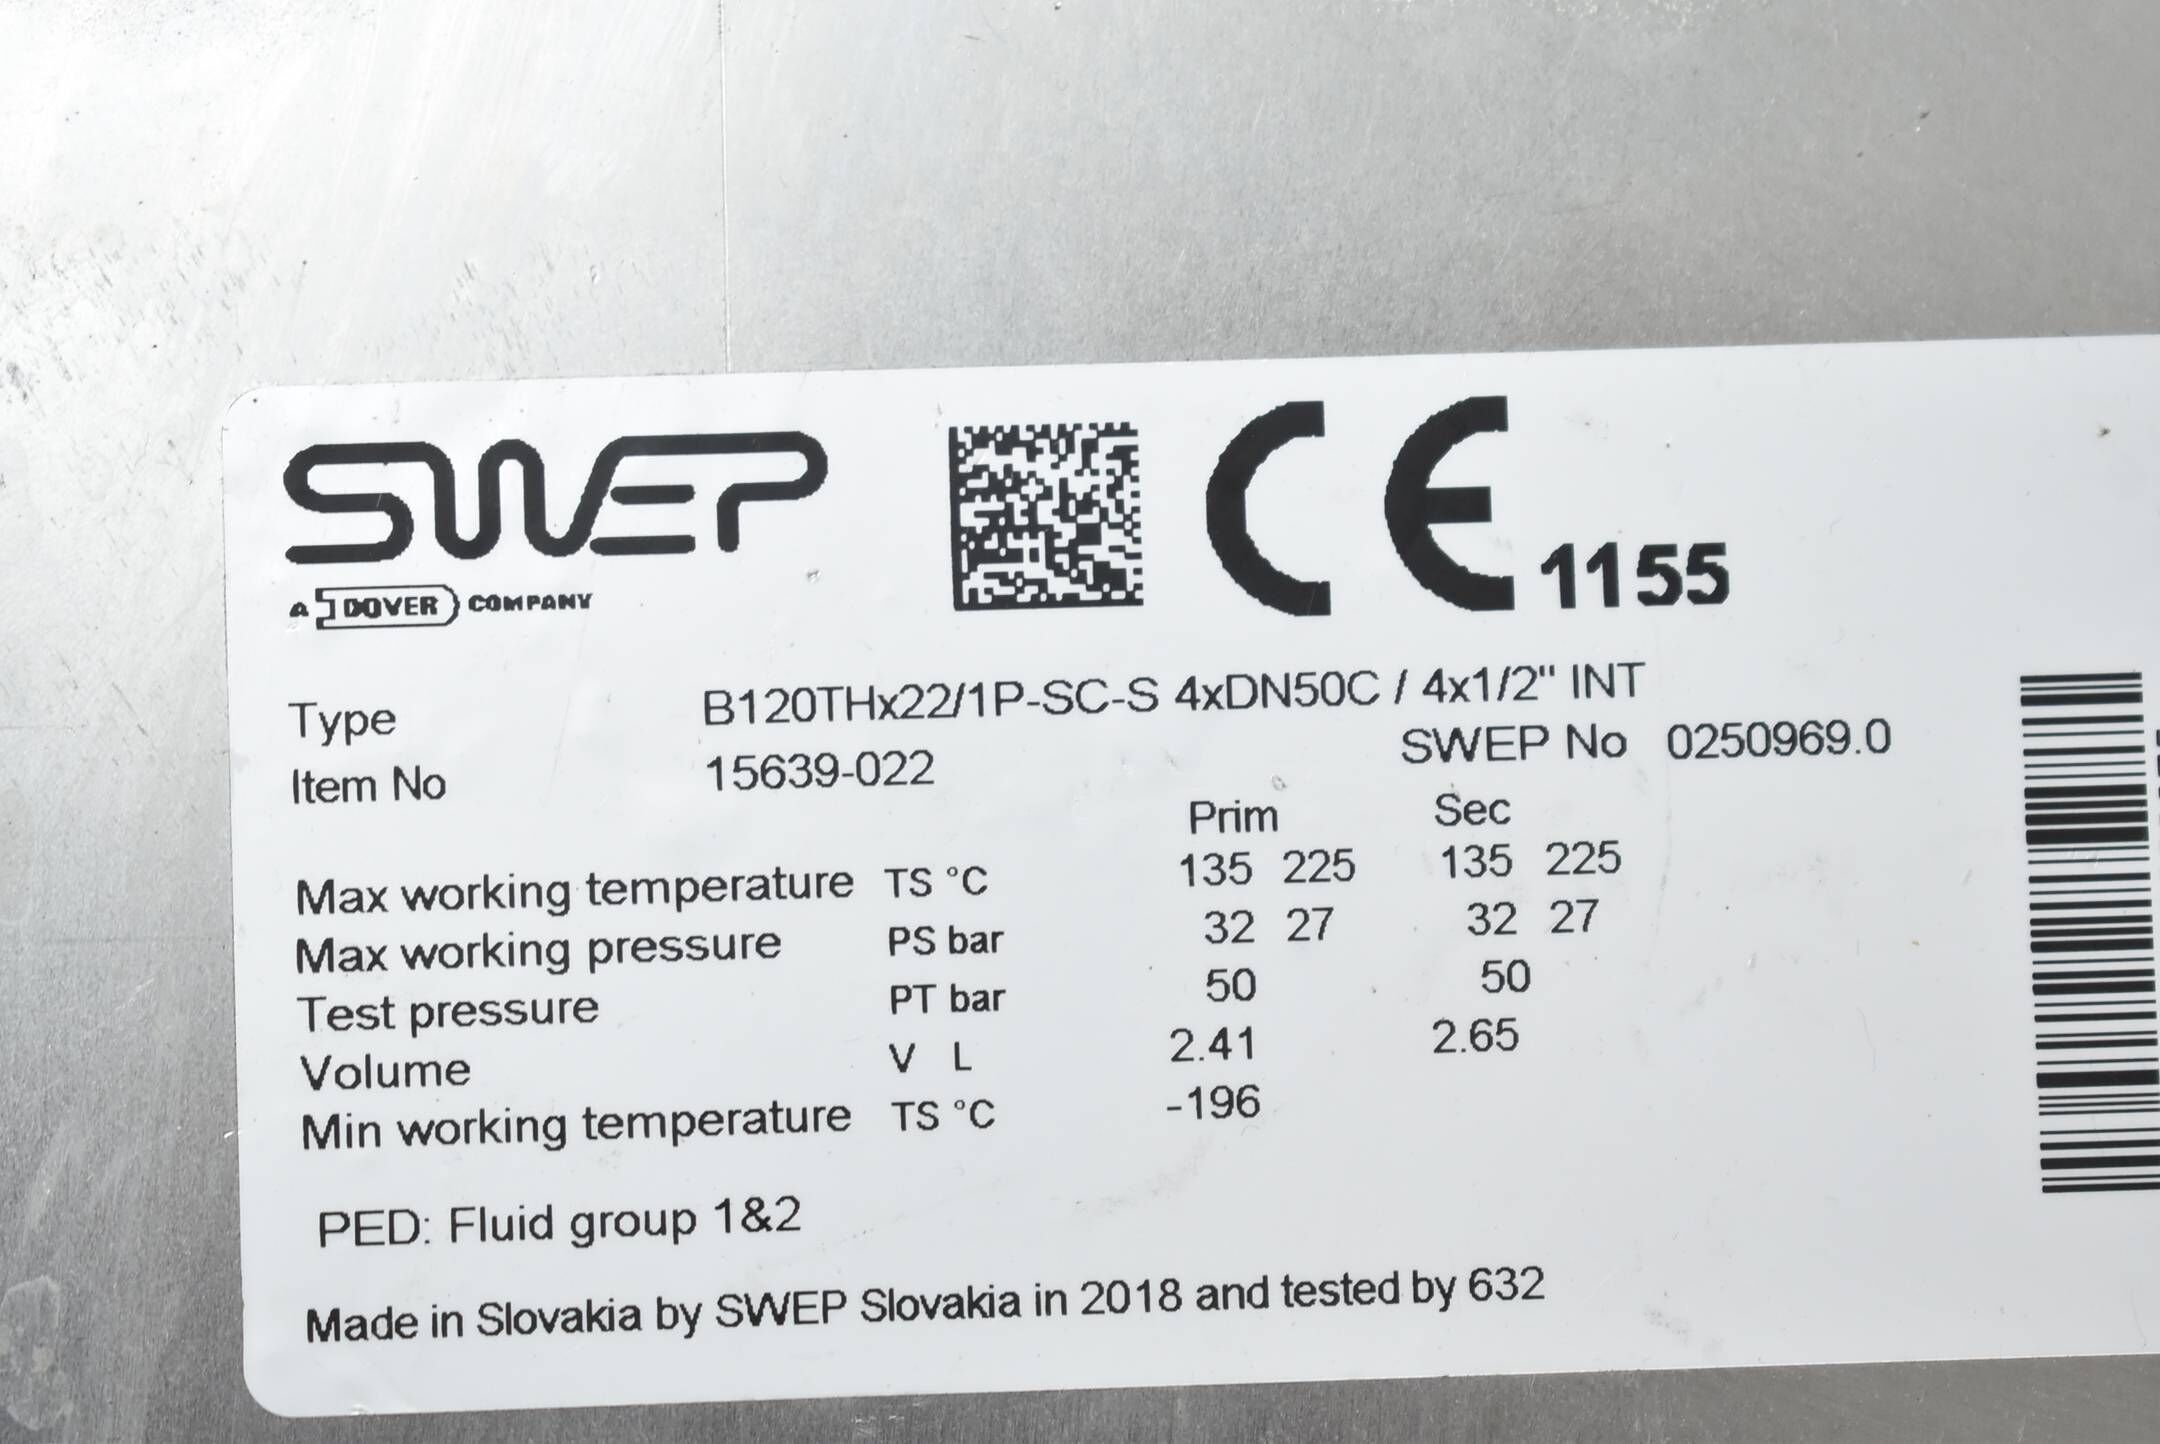 SWEP
A DOVER COMPANY
CE 1155
Type B120THx22/1P-SC-S 4xDN50C / 4x1/2" INT
Item No 15639-022 SWEP No 0250969.0
Prim Sec
Max working temperature TS °C 135 225 135 225
Max working pressure PS bar 32 27 32 27
Test pressure PT bar 50 50
Volume V L 2.41 2.65
Min working temperature TS °C -196
PED: Fluid group 1&2
Made in Slovakia by SWEP Slovakia in 2018 and tested by 632